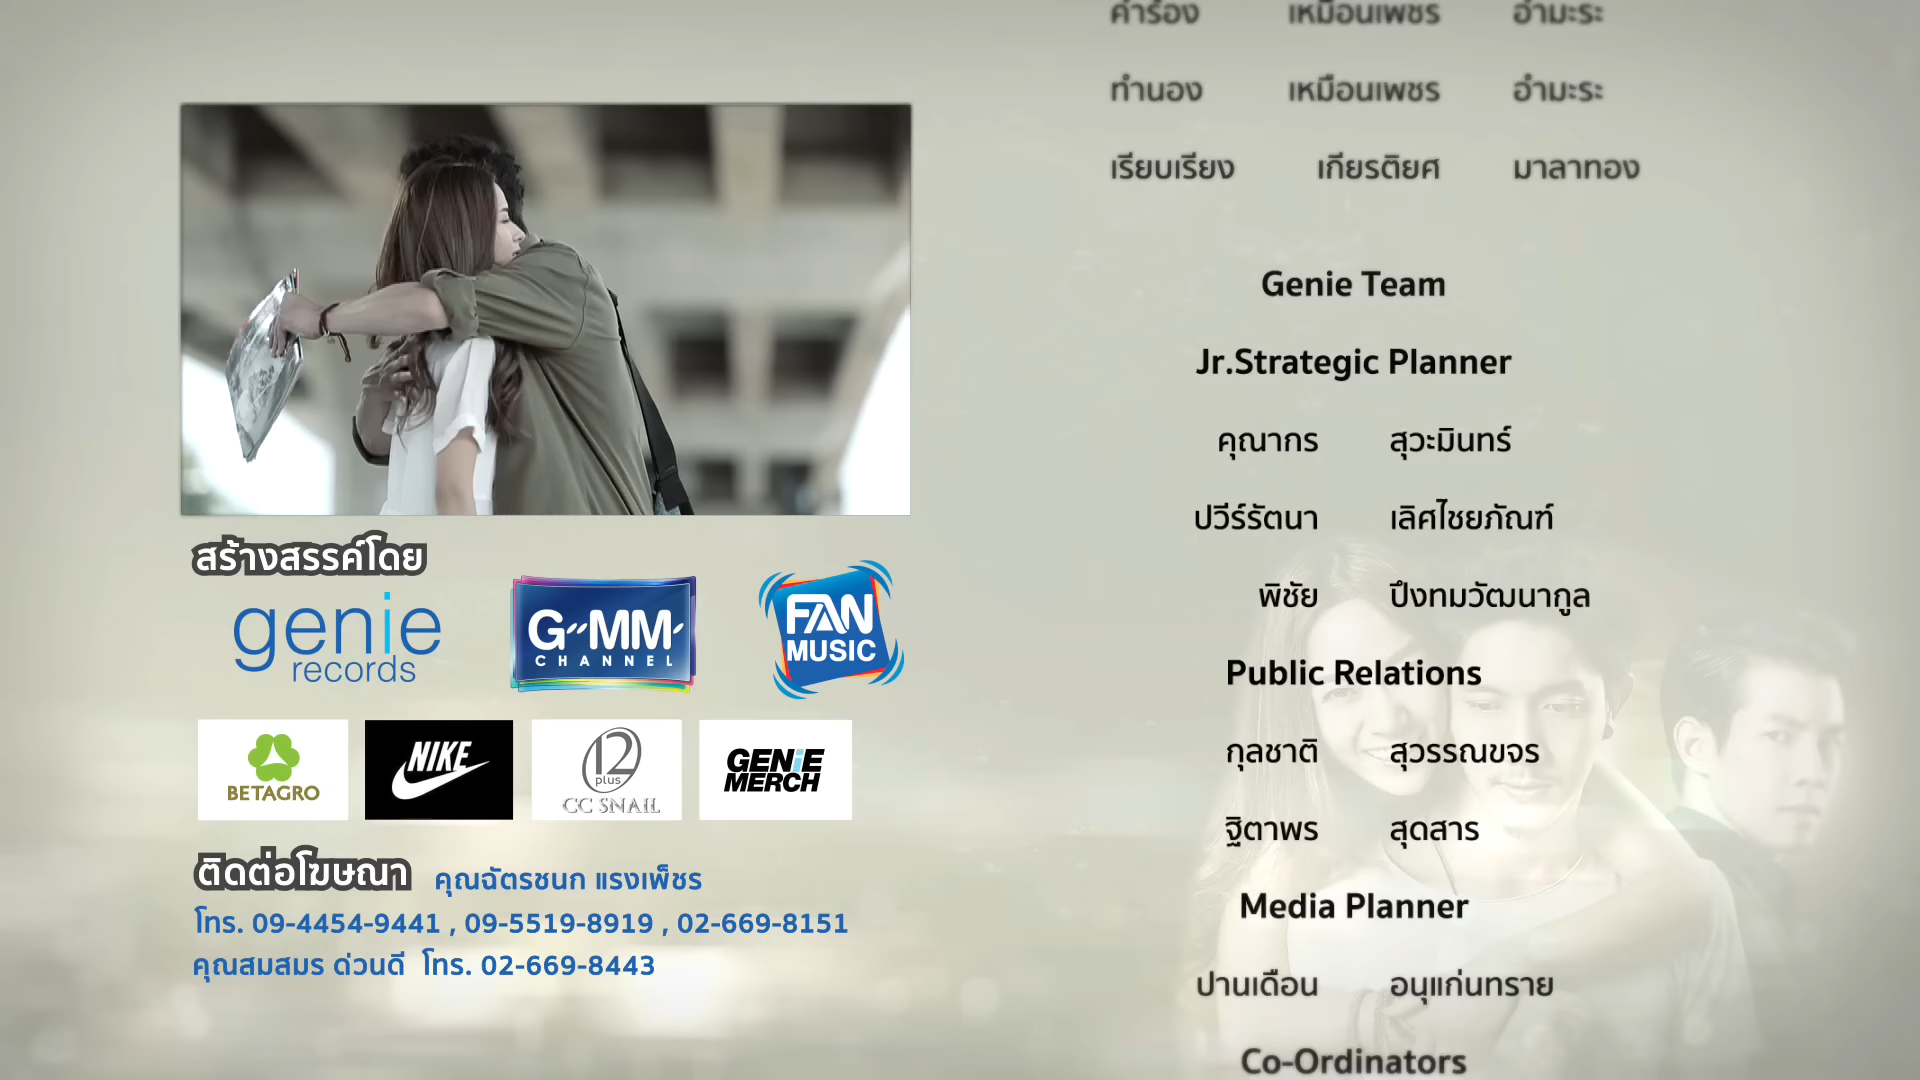 สร้างสรรค์โดย
genie
records
GMM
CHANNEL
FAN
MUSIC
BETAGRO
NIKE
12
plus
CC SNAIL
GENiE
MERCH
ติดต่อโฆษณา คุณฉัตรชนก แรงเพ็ชร
โทร. 09-4454-9441 , 09-5519-8919 , 02-669-8151
คุณสมสมร ด่วนดี โทร. 02-669-8443
คำร้อง เหมือนเพชร อำมะระ
ทำนอง เหมือนเพชร อำมะระ
เรียบเรียง เกียรติยศ มาลาทอง
Genie Team
Jr.Strategic Planner
คุณากร สุวะมินทร์
ปวีร์รัตนา เลิศไชยภัณฑ์
พิชัย ปึงทมวัฒนากูล
Public Relations
กุลชาติ สุวรรณขจร
ฐิตาพร สุดสาร
Media Planner
ปานเดือน อนุแก่นทราย
Co-Ordinators